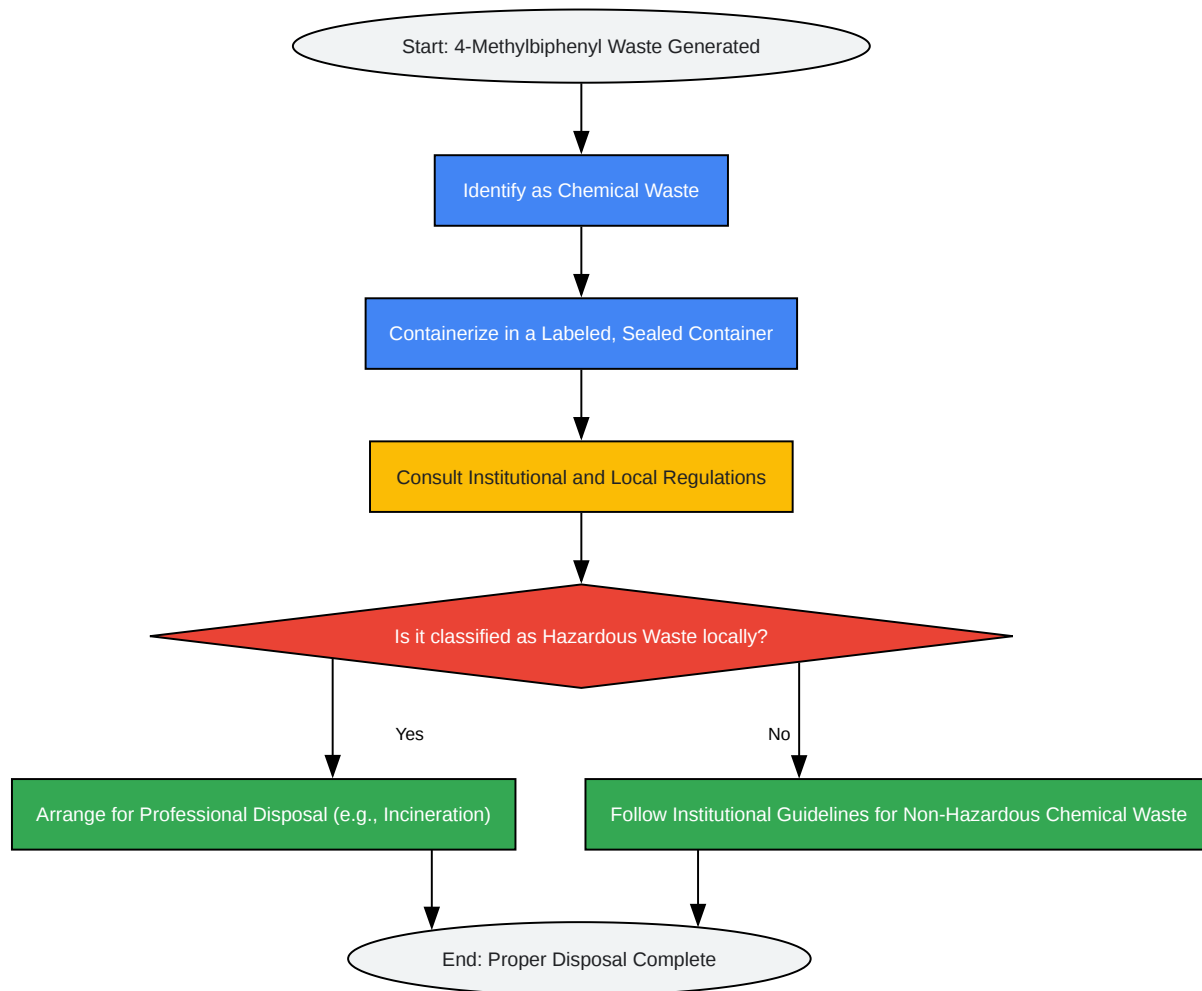 Start: 4-Methylbiphenyl Waste Generated
Identify as Chemical Waste
Containerize in a Labeled, Sealed Container
Consult Institutional and Local Regulations
Is it classified as Hazardous Waste locally?
Yes
No
Arrange for Professional Disposal (e.g., Incineration)
Follow Institutional Guidelines for Non-Hazardous Chemical Waste
End: Proper Disposal Complete